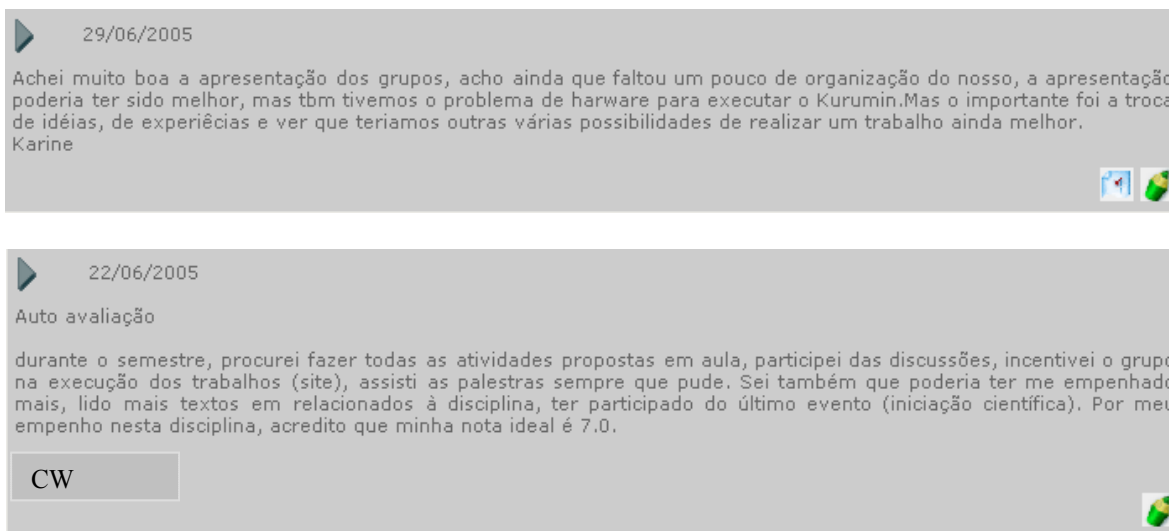 29/06/2005
Achei muito boa a apresentação dos grupos, acho ainda que faltou um pouco de organização do nosso, a apresentação
poderia ter sido melhor, mas tbm tivemos o problema de harware para executar o Kurumin.Mas o importante foi a troca
de idéias, de experiêcias e ver que teriamos outras várias possibilidades de realizar um trabalho ainda melhor.
Karine
22/06/2005
Auto avaliação
durante o semestre, procurei fazer todas as atividades propostas em aula, participei das discussões, incentivei o grupo
na execução dos trabalhos (site), assisti as palestras sempre que pude. Sei também que poderia ter me empenhado
mais, lido mais textos em relacionados à disciplina, ter participado do último evento (iniciação científica). Por meu
empenho nesta disciplina, acredito que minha nota ideal é 7.0.
CW